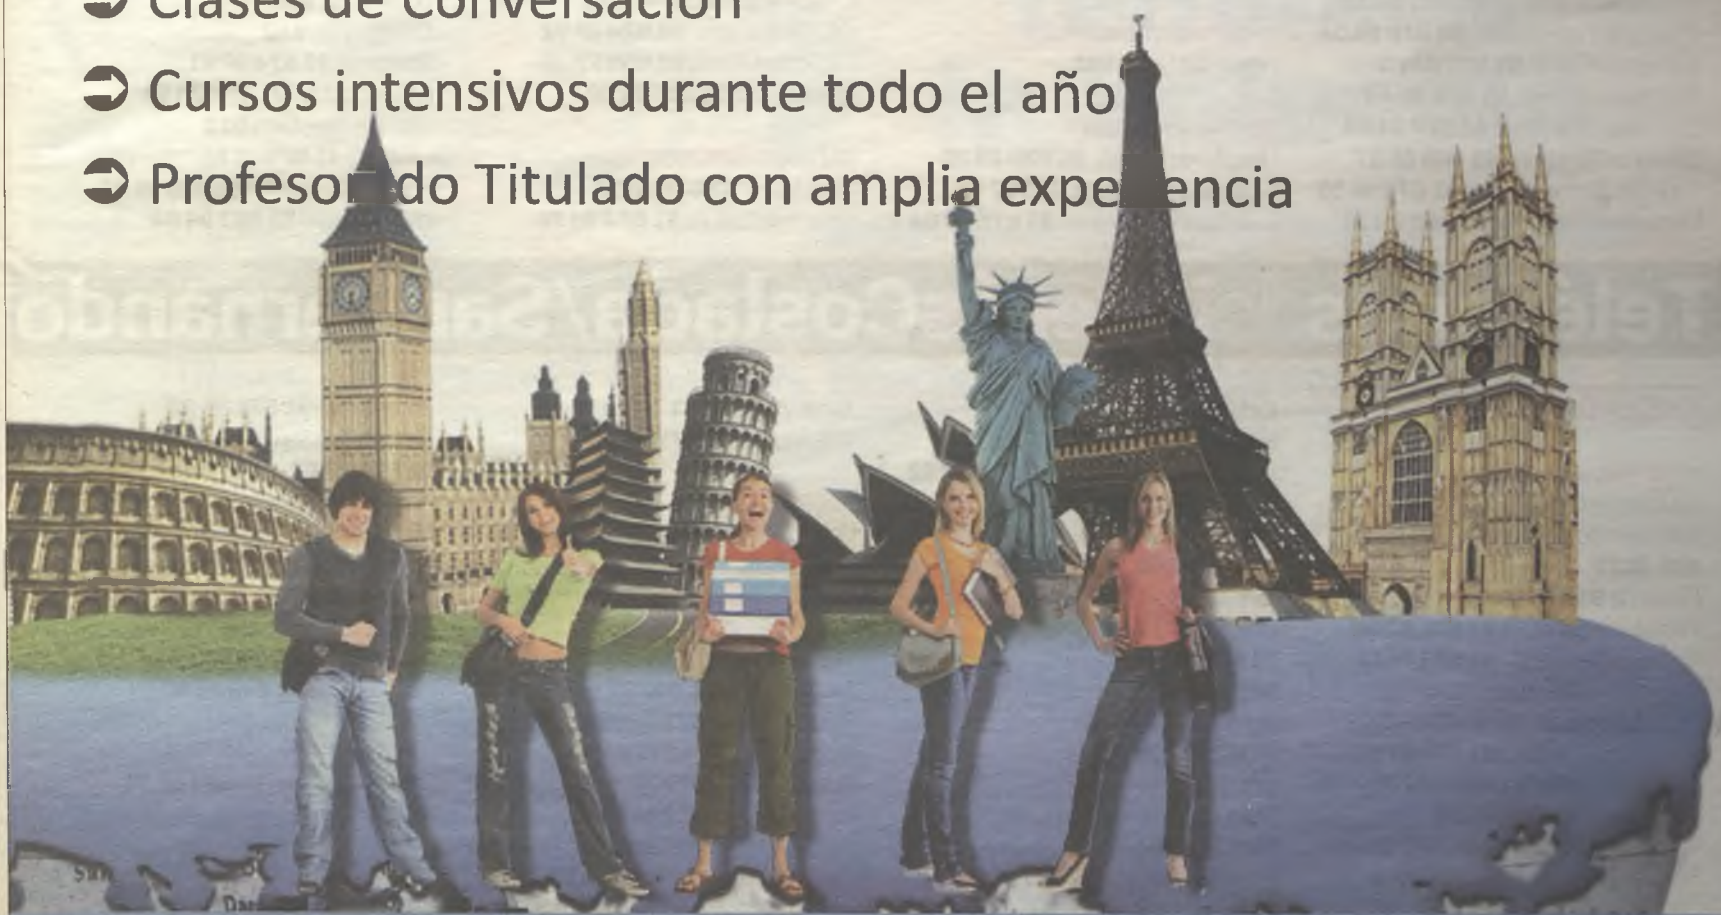 ➲ Clases de Conversación
➲ Cursos intensivos durante todo el año
➲ Profesorado Titulado con amplia experiencia